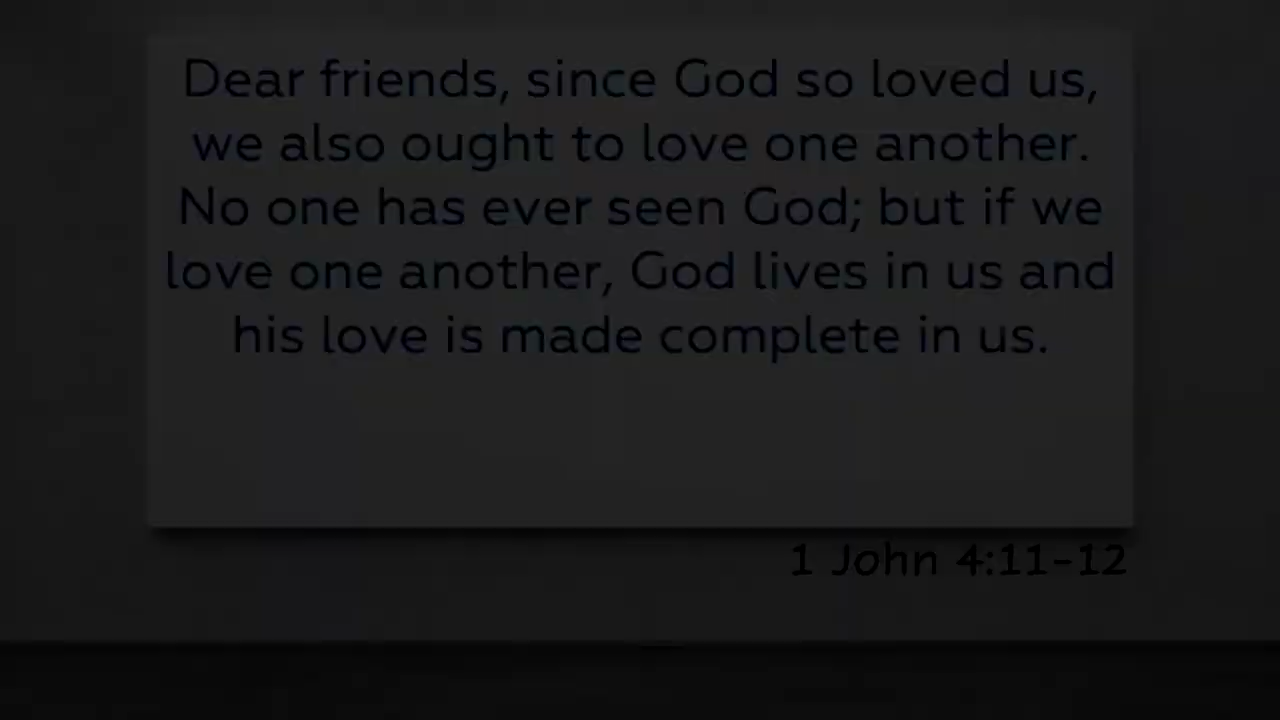 Dear friends, since God so loved us,
we also ought to love one another.
No one has ever seen God; but if we
love one another, God lives in us and
his love is made complete in us.
1 John 4:11-12